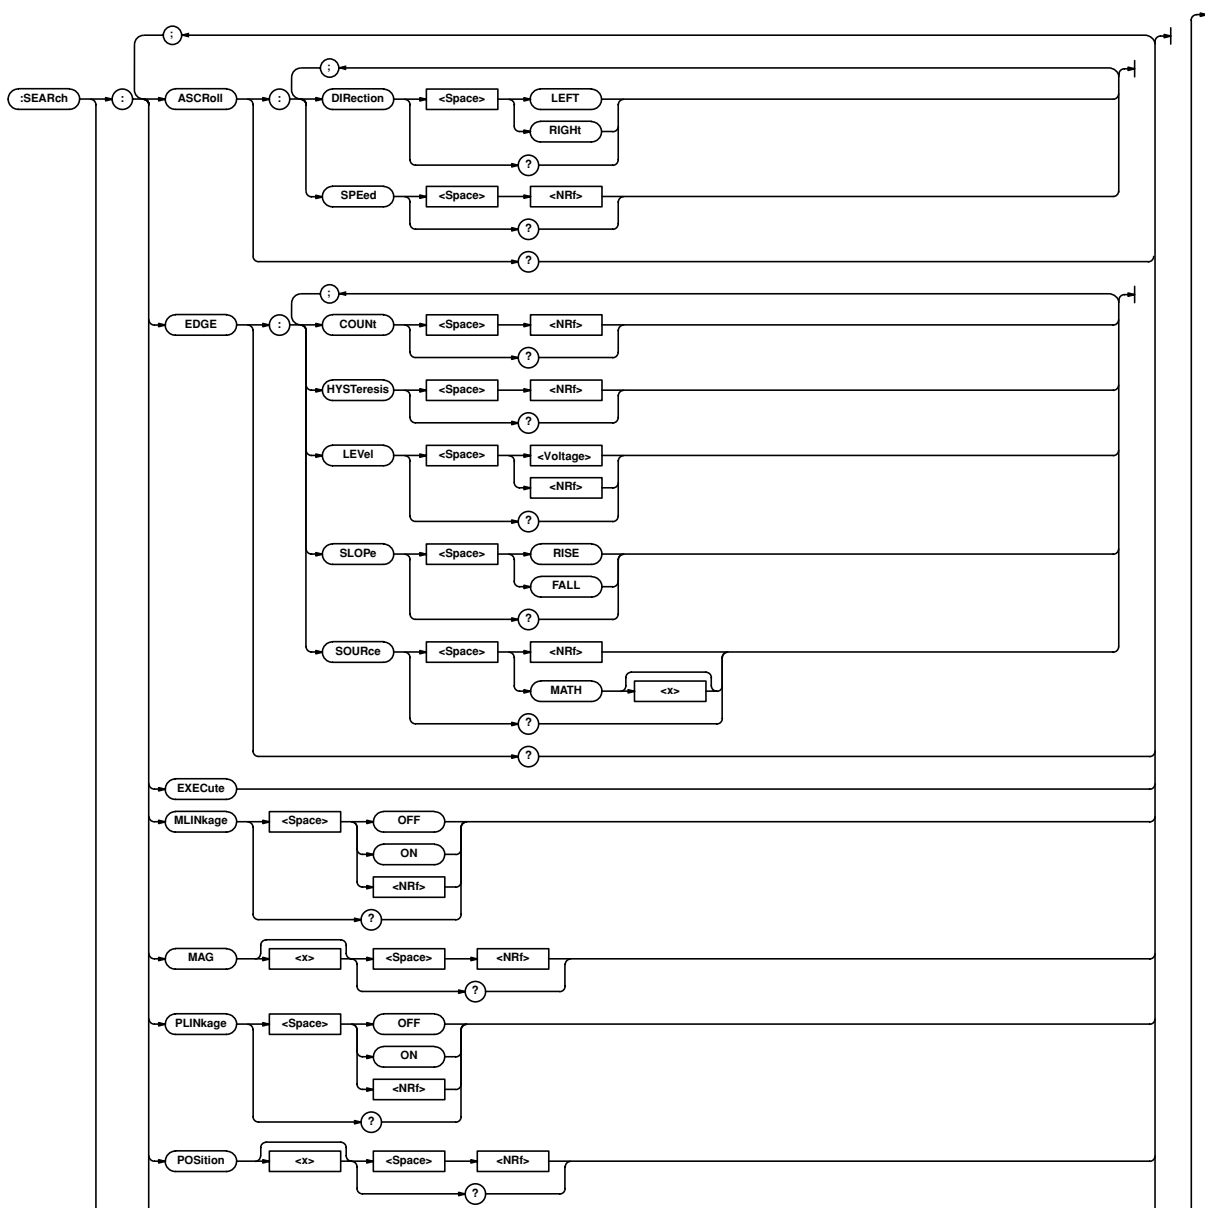 ;
;
:SEARch : ASCRoll : DIRection <Space> LEFT
RIGHt
?
SPEed <Space> <NRf>
?
?
;
EDGE : COUNt <Space> <NRf>
?
HYSTeresis <Space> <NRf>
?
LEVel <Space> <Voltage>
<NRf>
?
SLOPe <Space> RISE
FALL
?
SOURce <Space> <NRf>
MATH <x>
?
?
EXECute
MLINkage <Space> OFF
ON
<NRf>
?
MAG <x> <Space> <NRf>
?
PLINkage <Space> OFF
ON
<NRf>
?
POSition <x> <Space> <NRf>
?